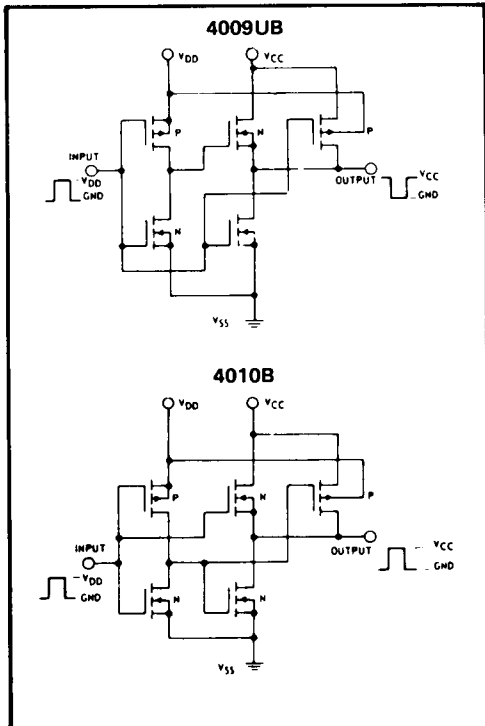 4009UB
VDD
VCC
P
N
P
INPUT
VDD
GND
OUTPUT
VCC
GND
N
VSS
4010B
VDD
VCC
P
N
P
INPUT
VDD
GND
OUTPUT
VCC
GND
N
N
VSS